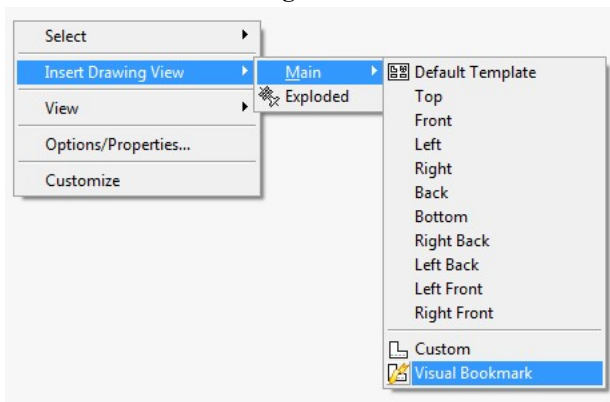 Select
Insert Drawing View
View
Options/Properties...
Customize
Main
Exploded
Default Template
Top
Front
Left
Right
Back
Bottom
Right Back
Left Back
Left Front
Right Front
Custom
Visual Bookmark